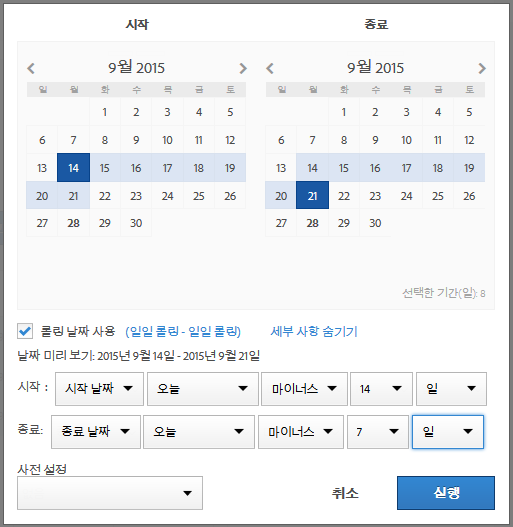 시작 종료
9월 2015 9월 2015
일 월 화 수 목 금 토 일 월 화 수 목 금 토
1 2 3 4 5 1 2 3 4 5
6 7 8 9 10 11 12 6 7 8 9 10 11 12
13 14 15 16 17 18 19 13 14 15 16 17 18 19
20 21 22 23 24 25 26 20 21 22 23 24 25 26
27 28 29 30 27 28 29 30
선택한 기간(일): 8
롤링 날짜 사용 (일일 롤링 - 일일 롤링) 세부 사항 숨기기
날짜 미리 보기: 2015년 9월 14일 - 2015년 9월 21일
시작 : 시작 날짜 오늘 마이너스 14 일
종료: 종료 날짜 오늘 마이너스 7 일
사전 설정
취소 실행